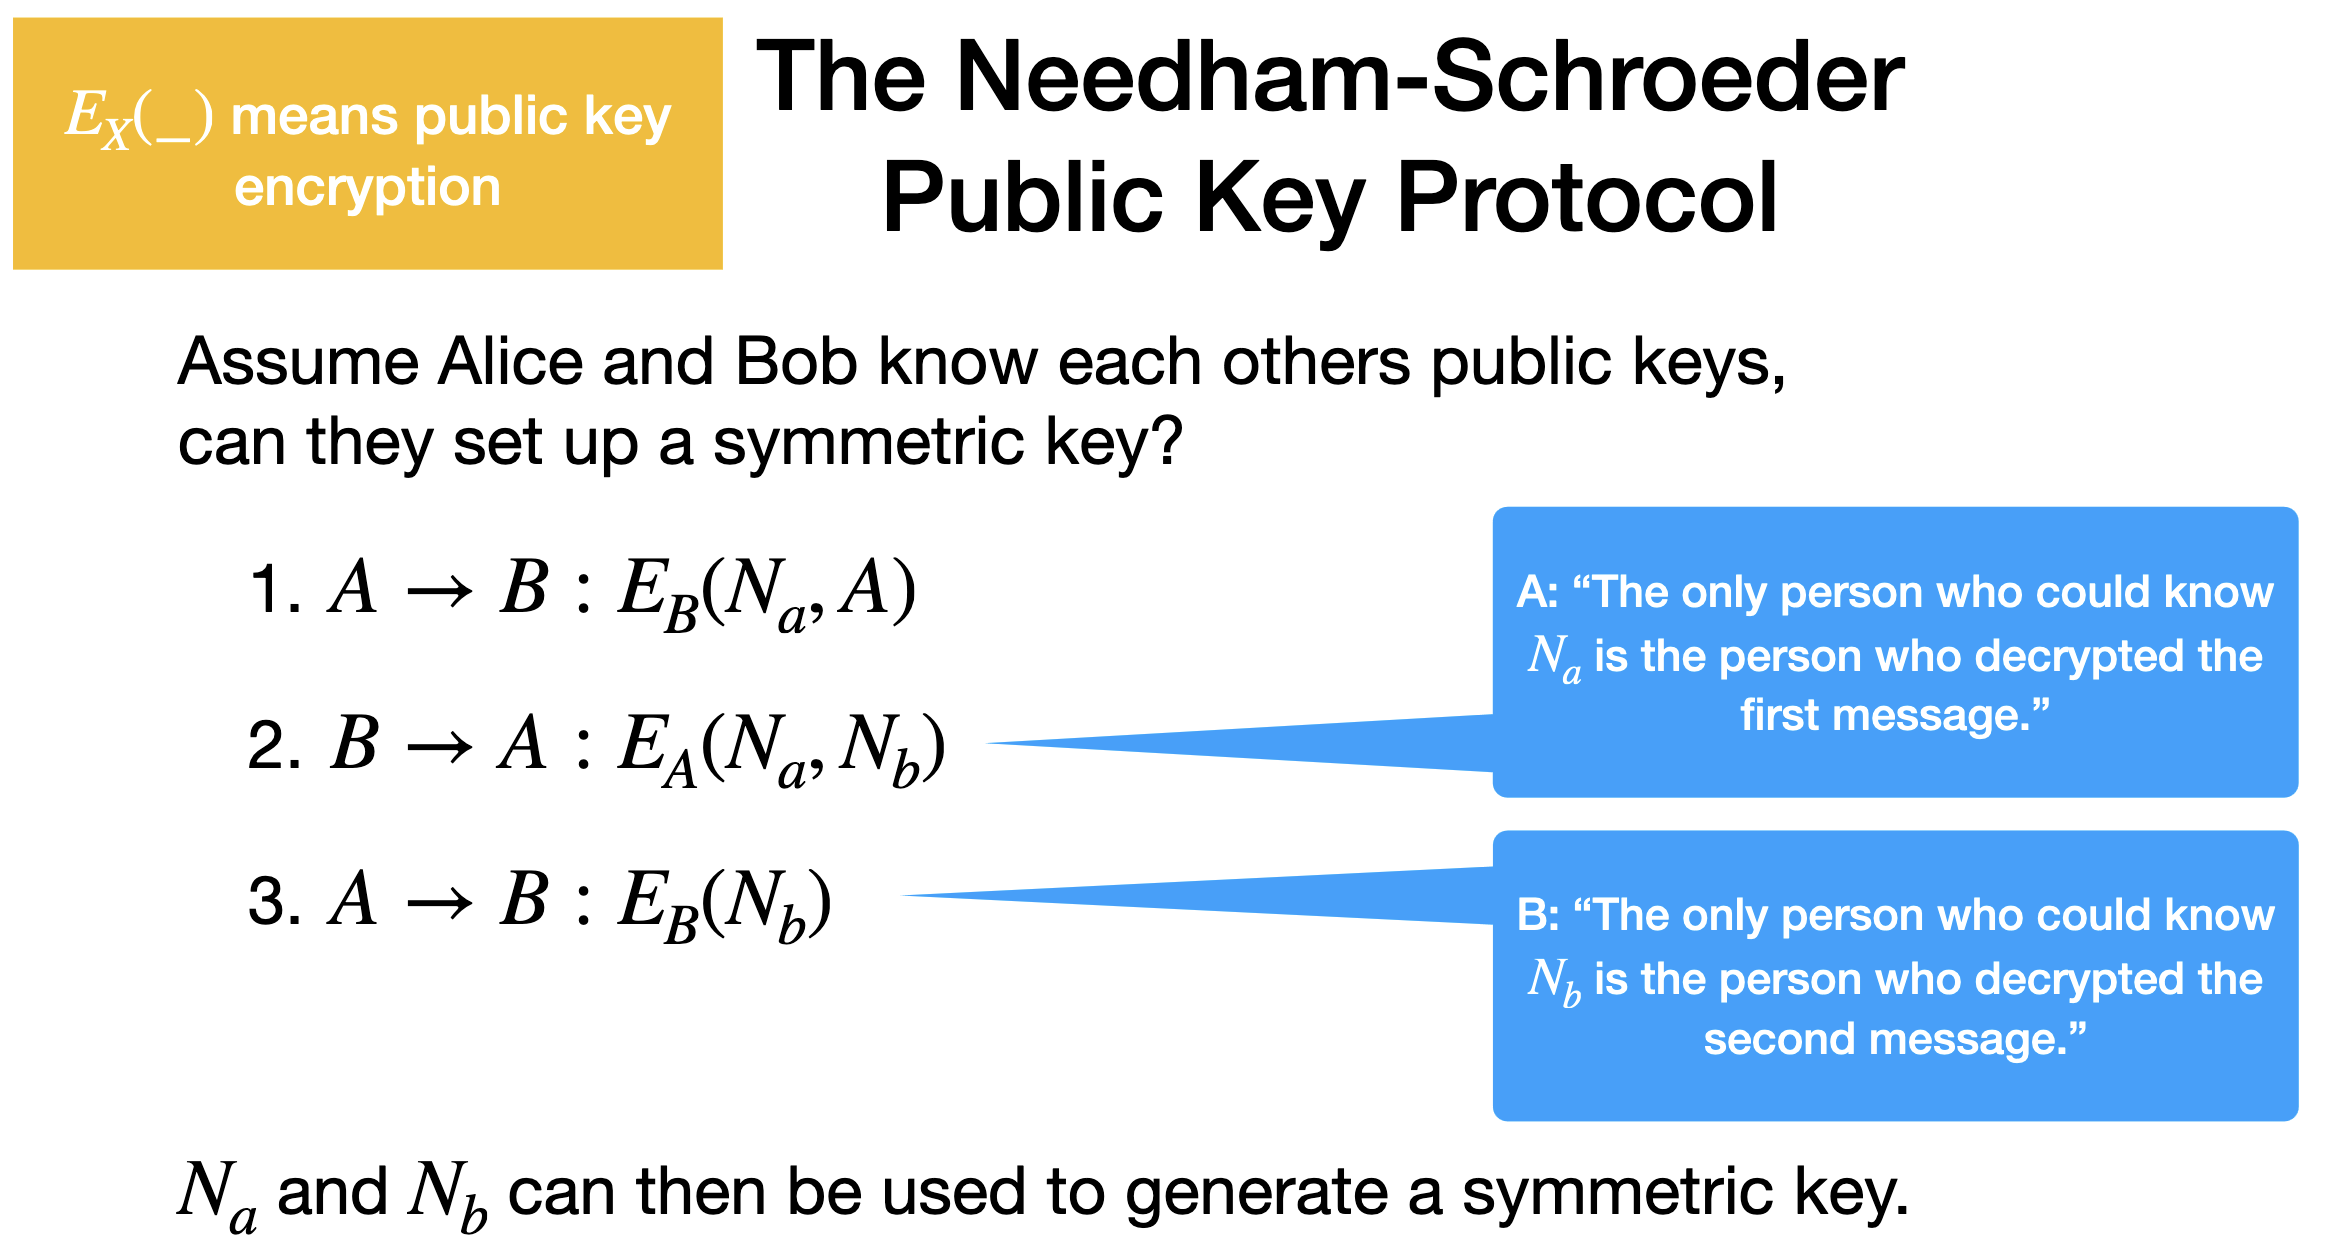 E_X(_) means public key
encryption
The Needham-Schroeder
Public Key Protocol
Assume Alice and Bob know each others public keys,
can they set up a symmetric key?
1. A → B : E_B(N_a, A)
2. B → A : E_A(N_a, N_b)
3. A → B : E_B(N_b)
A: “The only person who could know
N_a is the person who decrypted the
first message.”
B: “The only person who could know
N_b is the person who decrypted the
second message.”
N_a and N_b can then be used to generate a symmetric key.